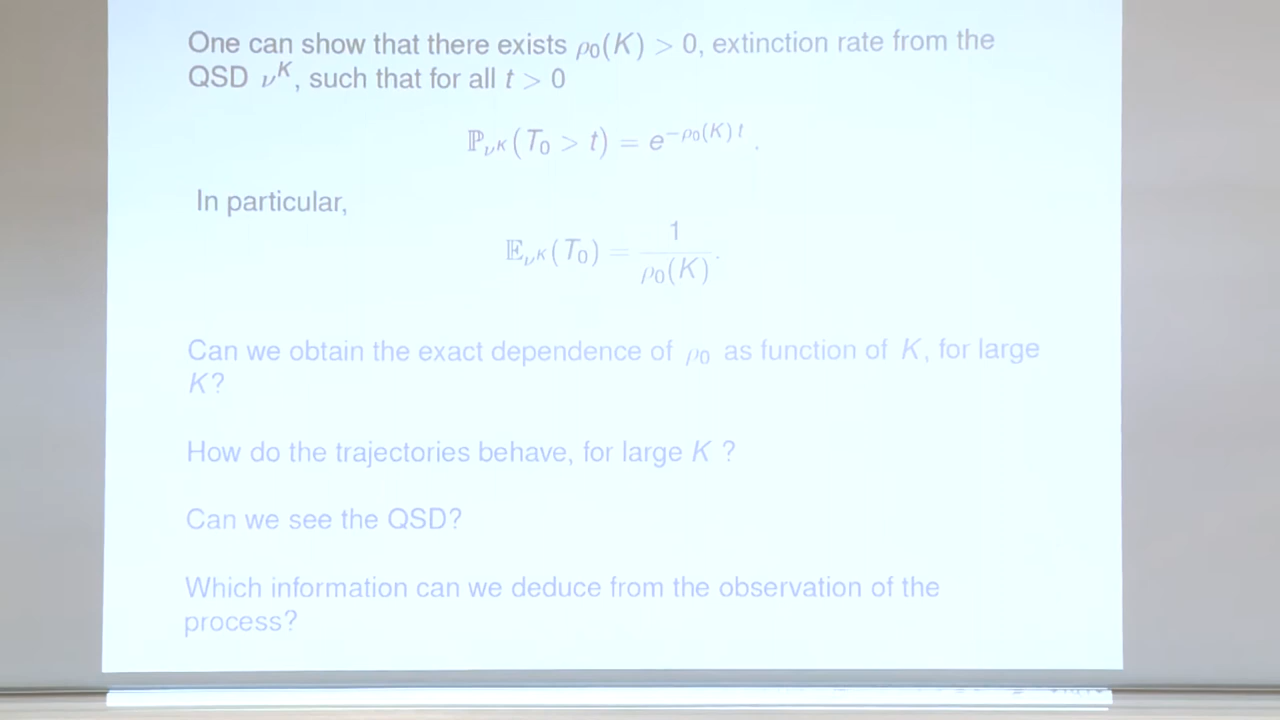 One can show that there exists ρ₀(K) > 0, extinction rate from the
QSD ν^K, such that for all t > 0
ℙ_{ν^K}(T₀ > t) = e^{−ρ₀(K) t}.
In particular,
𝔼_{ν^K}(T₀) = 1/ρ₀(K).
Can we obtain the exact dependence of ρ₀ as function of K, for large
K?
How do the trajectories behave, for large K ?
Can we see the QSD?
Which information can we deduce from the observation of the
process?